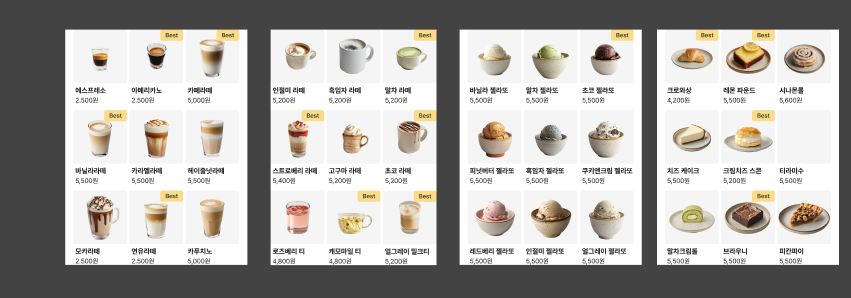 Best
Best
에스프레소
아메리카노
카페라떼
2,500원
2,500원
5,000원
Best
바닐라라떼
카라멜라떼
헤이즐넛라떼
5,500원
5,500원
5,500원
Best
모카라떼
연유라떼
카푸치노
2,500원
5,500원
5,000원
Best
인절미 라떼
흑임자 라떼
말차 라떼
5,200원
5,200원
5,200원
Best
Best
스트로베리 라떼
고구마 라떼
초코 라떼
5,400원
5,200원
5,200원
Best
Best
로즈베리 티
캐모마일 티
얼그레이 밀크티
4,800원
4,800원
5,200원
Best
바닐라 젤라또
말차 젤라또
초코 젤라또
5,500원
5,500원
5,500원
피넛버터 젤라또
흑임자 젤라또
쿠키앤크림 젤라또
5,500원
5,500원
5,500원
레드베리 젤라또
인절미 젤라또
얼그레이 젤라또
5,500원
5,500원
5,500원
Best
Best
크로와상
레몬 파운드
시나몬롤
4,200원
5,500원
5,600원
Best
치즈 케이크
크림치즈 스콘
티라미수
5,500원
5,200원
5,500원
Best
말차크림롤
브라우니
피칸파이
5,500원
5,500원
5,500원